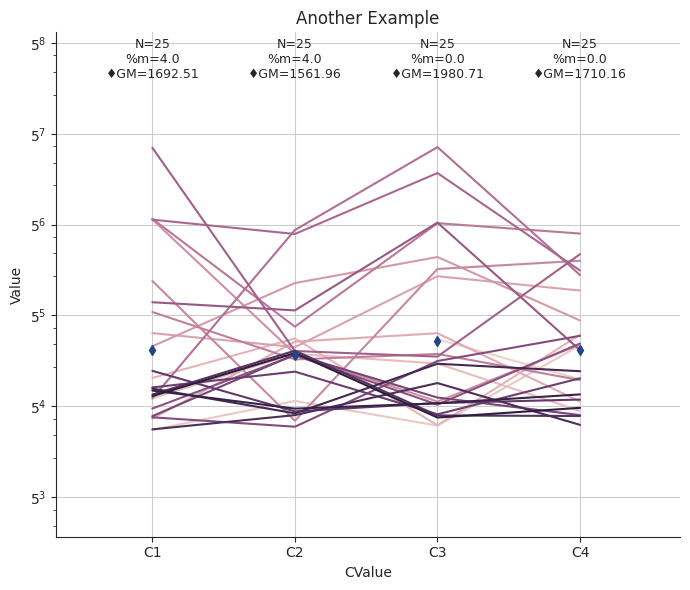 Another Example
N=25 N=25 N=25 N=25
%m=4.0 %m=4.0 %m=0.0 %m=0.0
♦GM=1692.51 ♦GM=1561.96 ♦GM=1980.71 ♦GM=1710.16
5⁸
5⁷
5⁶
5⁵
5⁴
5³
Value
C1 C2 C3 C4
CValue